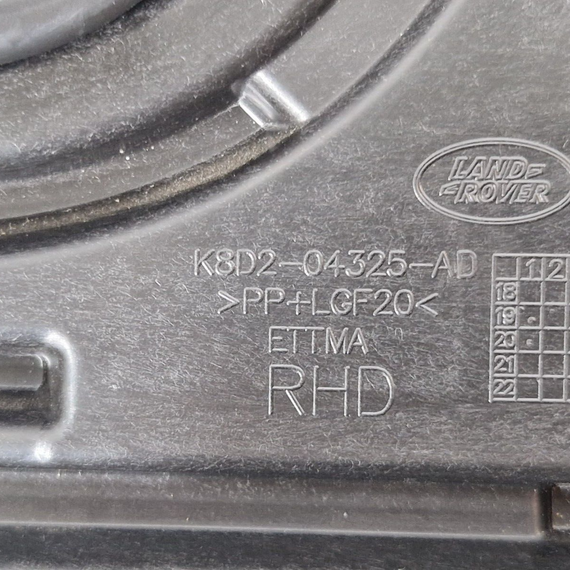 LAND
ROVER
K8D2-04325-AD
>PP+LGF20<
ETTMA
RHD
1 2
18
19
20
21
22